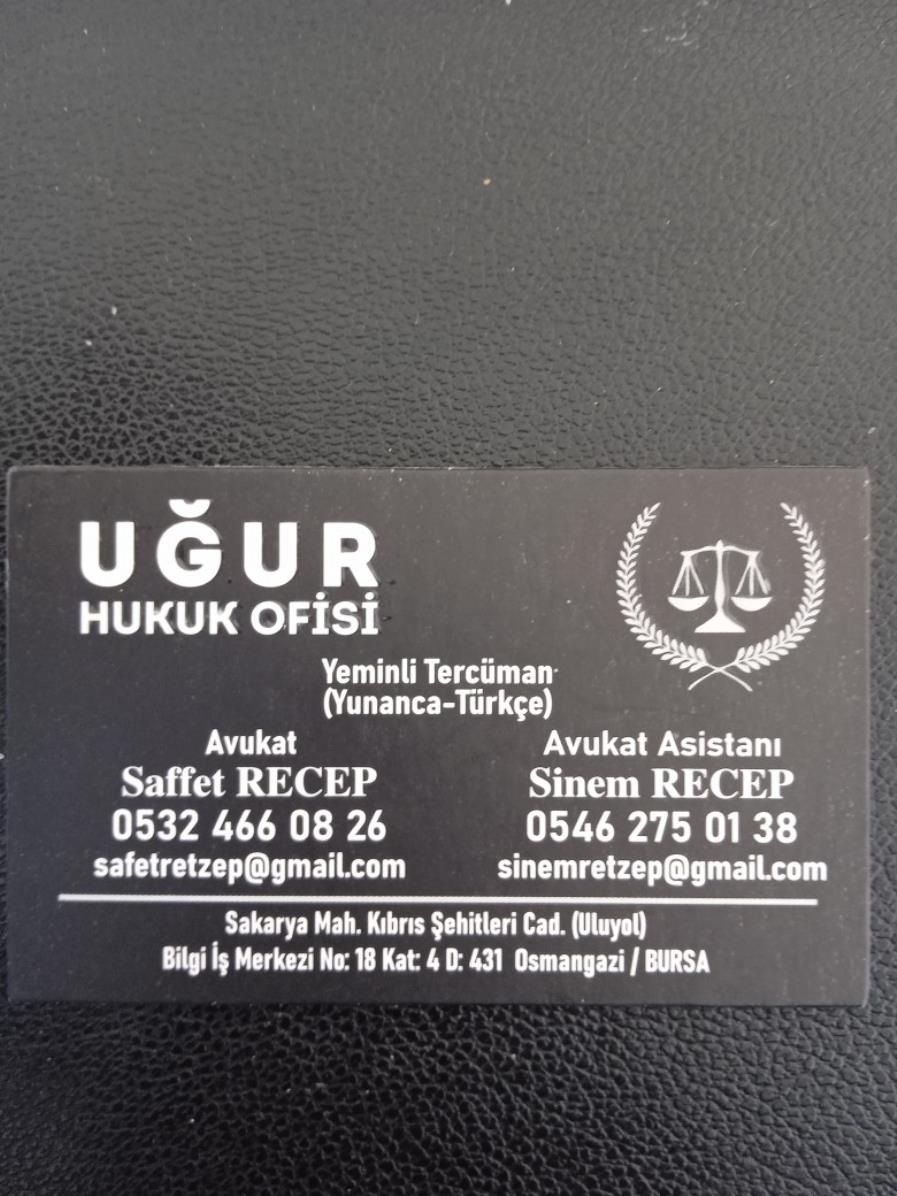 UĞUR
HUKUK OFİSİ
Yeminli Tercüman
(Yunanca-Türkçe)
Avukat
Saffet RECEP
0532 466 08 26
safetretzep@gmail.com
Avukat Asistanı
Sinem RECEP
0546 275 01 38
sinemretzep@gmail.com
Sakarya Mah. Kıbrıs Şehitleri Cad. (Uluyol)
Bilgi İş Merkezi No: 18 Kat: 4 D: 431 Osmangazi / BURSA